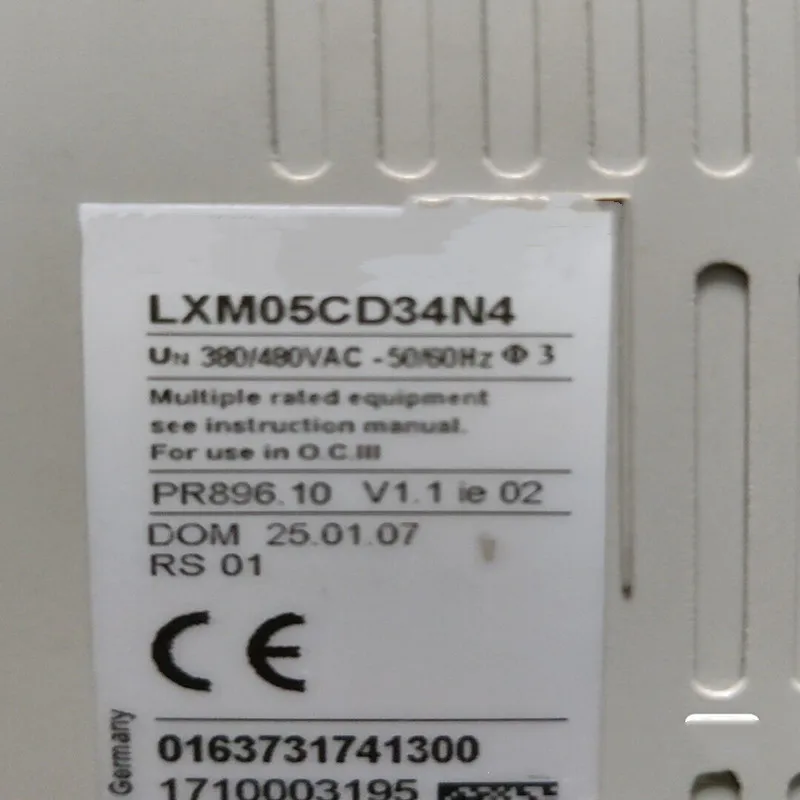 LXM05CD34N4
UN 380/480VAC - 50/60Hz Φ 3
Multiple rated equipment
see instruction manual.
For use in O.C.III
PR896.10 V1.1 ie 02
DOM 25.01.07
RS 01
CE
Germany
0163731741300
1710003195